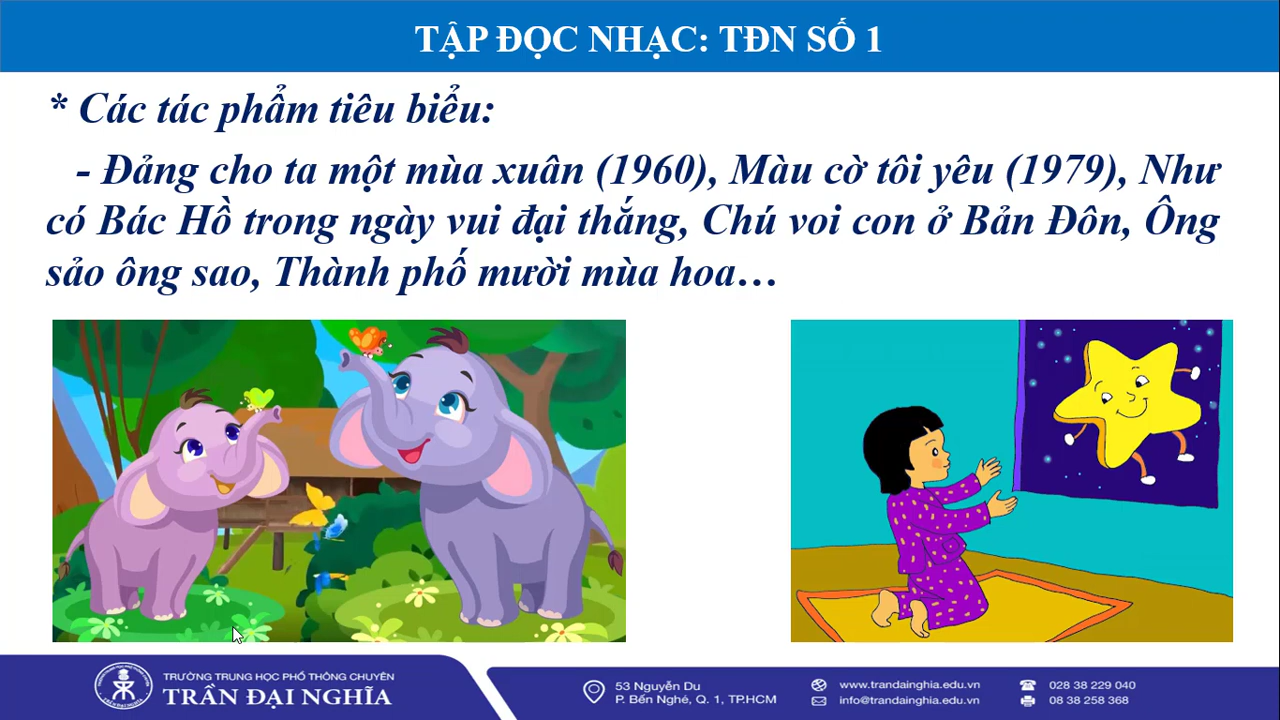 TẬP ĐỌC NHẠC: TĐN SỐ 1
* Các tác phẩm tiêu biểu:
- Đảng cho ta một mùa xuân (1960), Màu cờ tôi yêu (1979), Như
có Bác Hồ trong ngày vui đại thắng, Chú voi con ở Bản Đôn, Ông
sảo ông sao, Thành phố mười mùa hoa…
TRƯỜNG TRUNG HỌC PHỔ THÔNG CHUYÊN
TRẦN ĐẠI NGHĨA
53 Nguyễn Du
P. Bến Nghé, Q. 1, TP.HCM
www.trandainghia.edu.vn
info@trandainghia.edu.vn
028 38 229 040
08 38 258 368